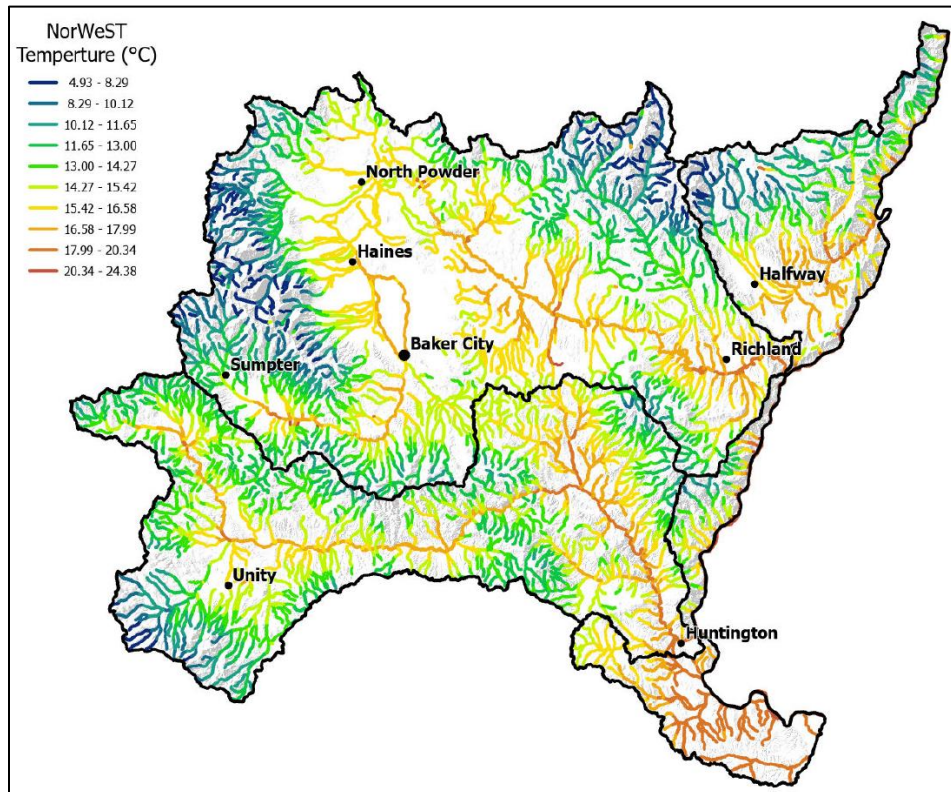 NorWeST
Temperture (°C)
4.93 - 8.29
8.29 - 10.12
10.12 - 11.65
11.65 - 13.00
13.00 - 14.27
14.27 - 15.42
15.42 - 16.58
16.58 - 17.99
17.99 - 20.34
20.34 - 24.38
North Powder
Haines
Halfway
Baker City
Richland
Sumpter
Unity
Huntington